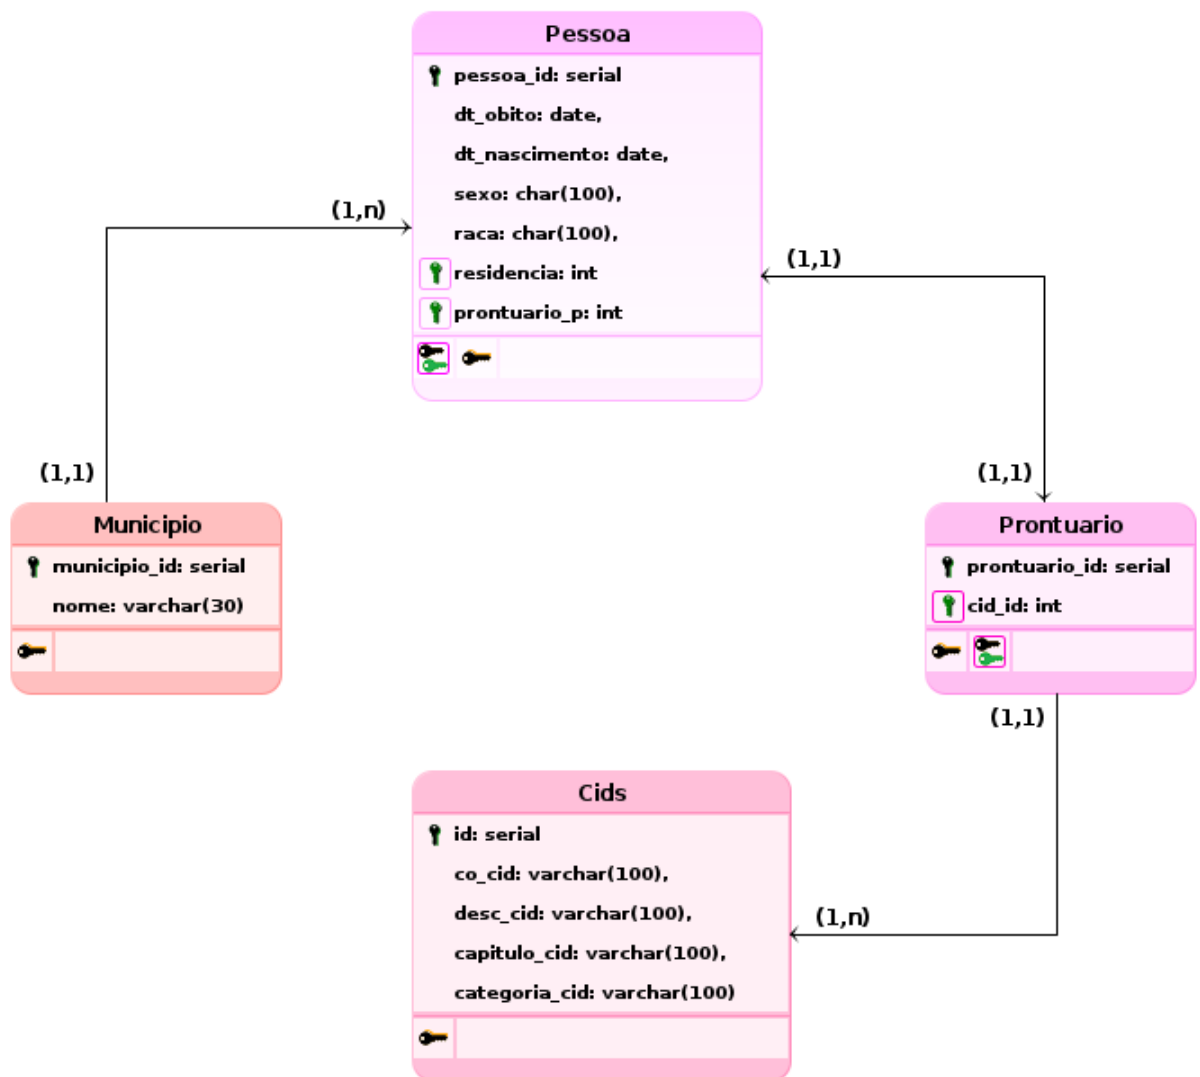 Pessoa
pessoa_id: serial
dt_obito: date,
dt_nascimento: date,
sexo: char(100),
raca: char(100),
residencia: int
prontuario_p: int
(1,n)
(1,1)
(1,1)
(1,1)
Municipio
municipio_id: serial
nome: varchar(30)
Prontuario
prontuario_id: serial
cid_id: int
(1,1)
Cids
id: serial
co_cid: varchar(100),
desc_cid: varchar(100),
capitulo_cid: varchar(100),
categoria_cid: varchar(100)
(1,n)